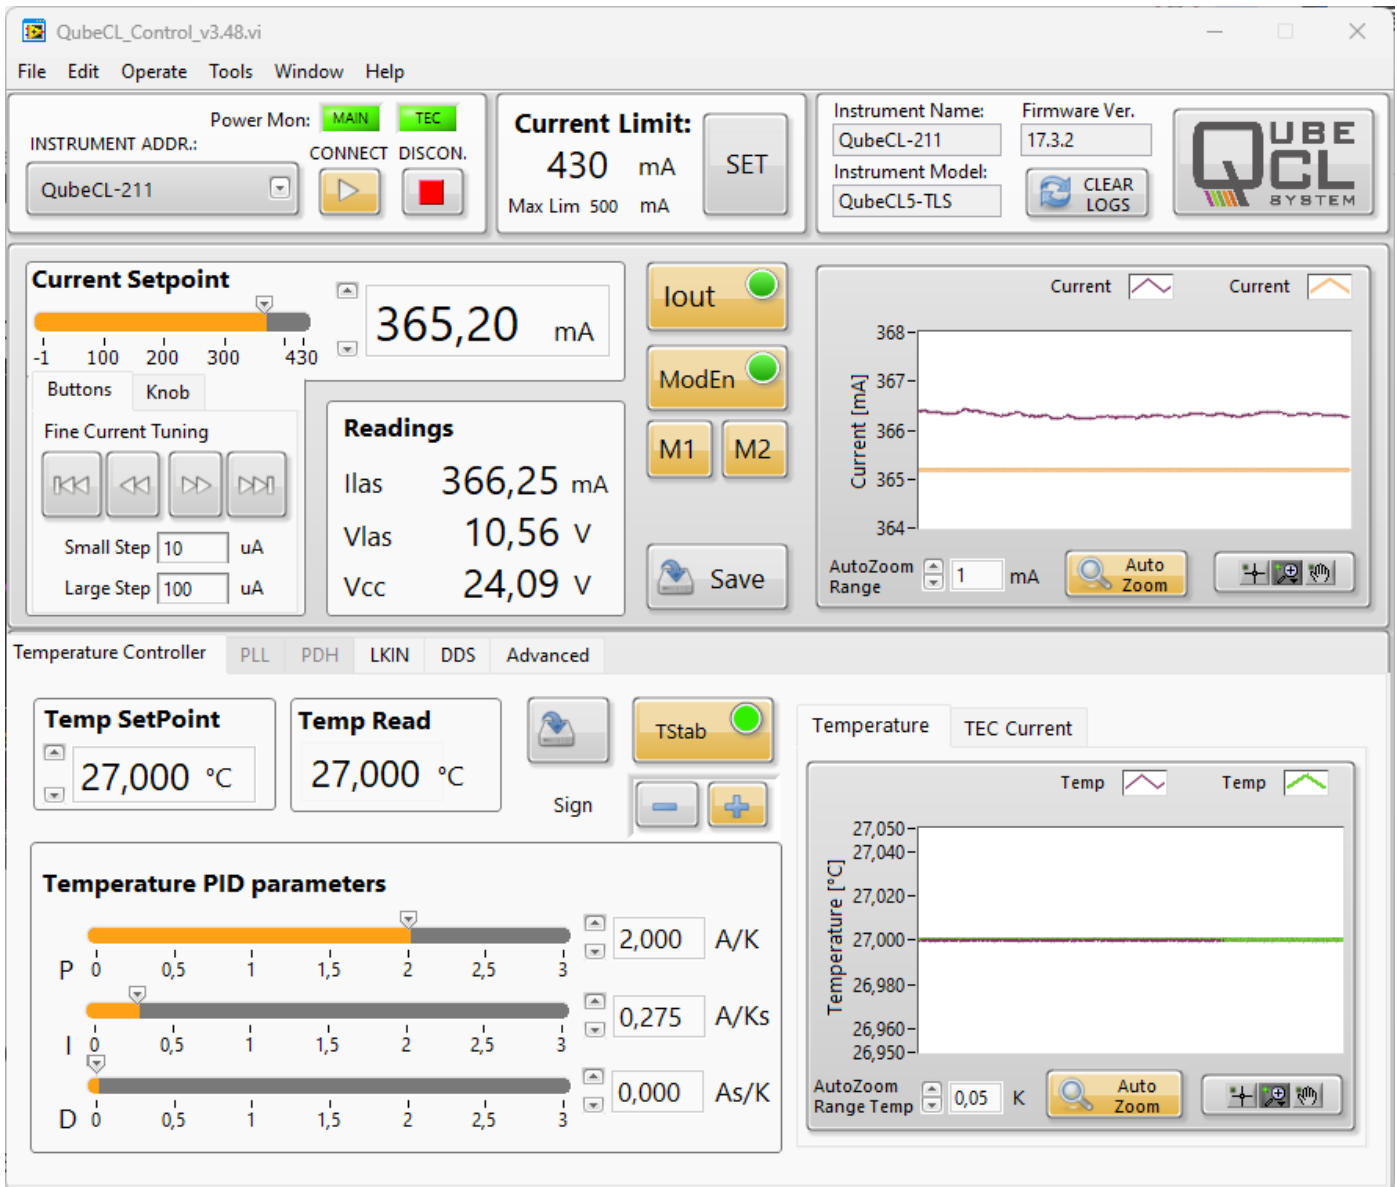 QubeCL_Control_v3.48.vi
File Edit Operate Tools Window Help
Power Mon: MAIN TEC
INSTRUMENT ADDR.:
CONNECT DISCON.
QubeCL-211
Current Limit:
430 mA
Max Lim 500 mA
SET
Instrument Name:
QubeCL-211
Instrument Model:
QubeCL5-TLS
Firmware Ver.
17.3.2
CLEAR
LOGS
QUBE
CL
SYSTEM
Current Setpoint
-1 100 200 300 430
365,20 mA
Buttons Knob
Fine Current Tuning
Small Step 10 uA
Large Step 100 uA
Readings
Ilas 366,25 mA
Vlas 10,56 V
Vcc 24,09 V
Iout
ModEn
M1 M2
Save
Current Current
Current [mA]
368
367
366
365
364
AutoZoom
Range 1 mA
Auto
Zoom
Temperature Controller PLL PDH LKIN DDS Advanced
Temp SetPoint
27,000 °C
Temp Read
27,000 °C
TStab
Sign
Temperature PID parameters
P 0 0,5 1 1,5 2 2,5 3
2,000 A/K
I 0 0,5 1 1,5 2 2,5 3
0,275 A/Ks
D 0 0,5 1 1,5 2 2,5 3
0,000 As/K
Temperature TEC Current
Temp Temp
Temperature [°C]
27,050
27,040
27,020
27,000
26,980
26,960
26,950
AutoZoom
Range Temp 0,05 K
Auto
Zoom